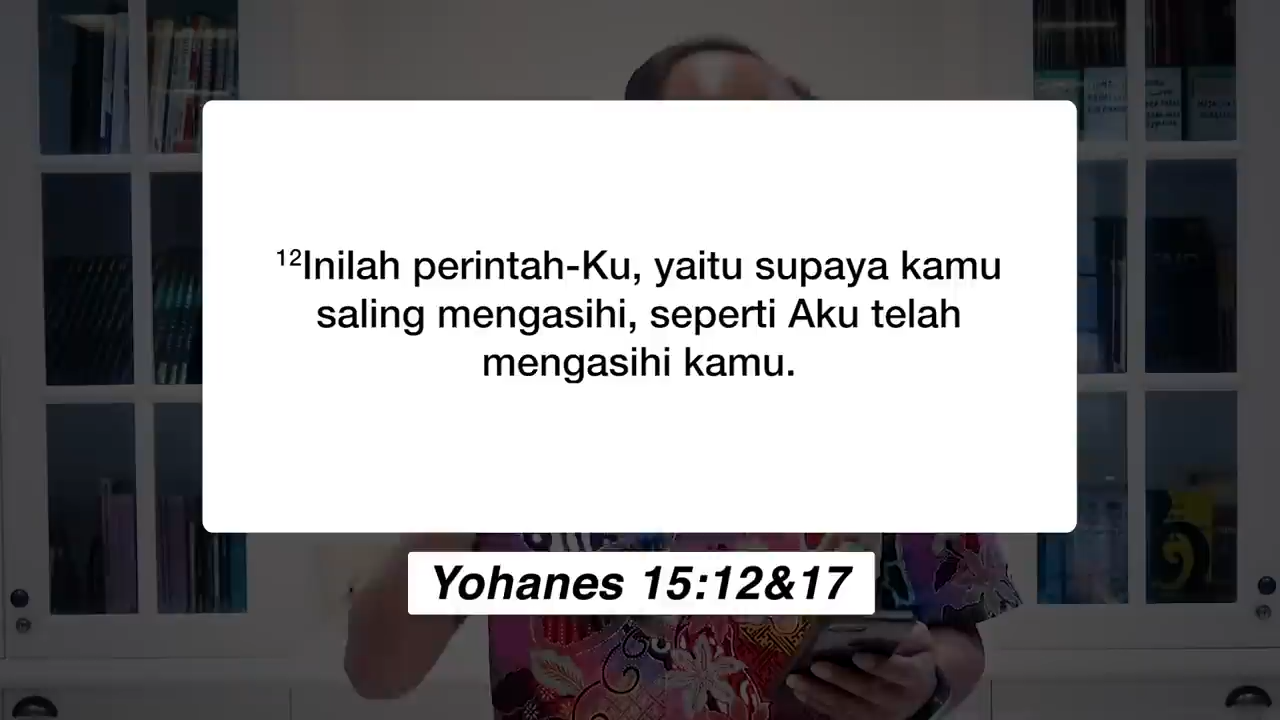 ¹²Inilah perintah-Ku, yaitu supaya kamu
saling mengasihi, seperti Aku telah
mengasihi kamu.
Yohanes 15:12&17